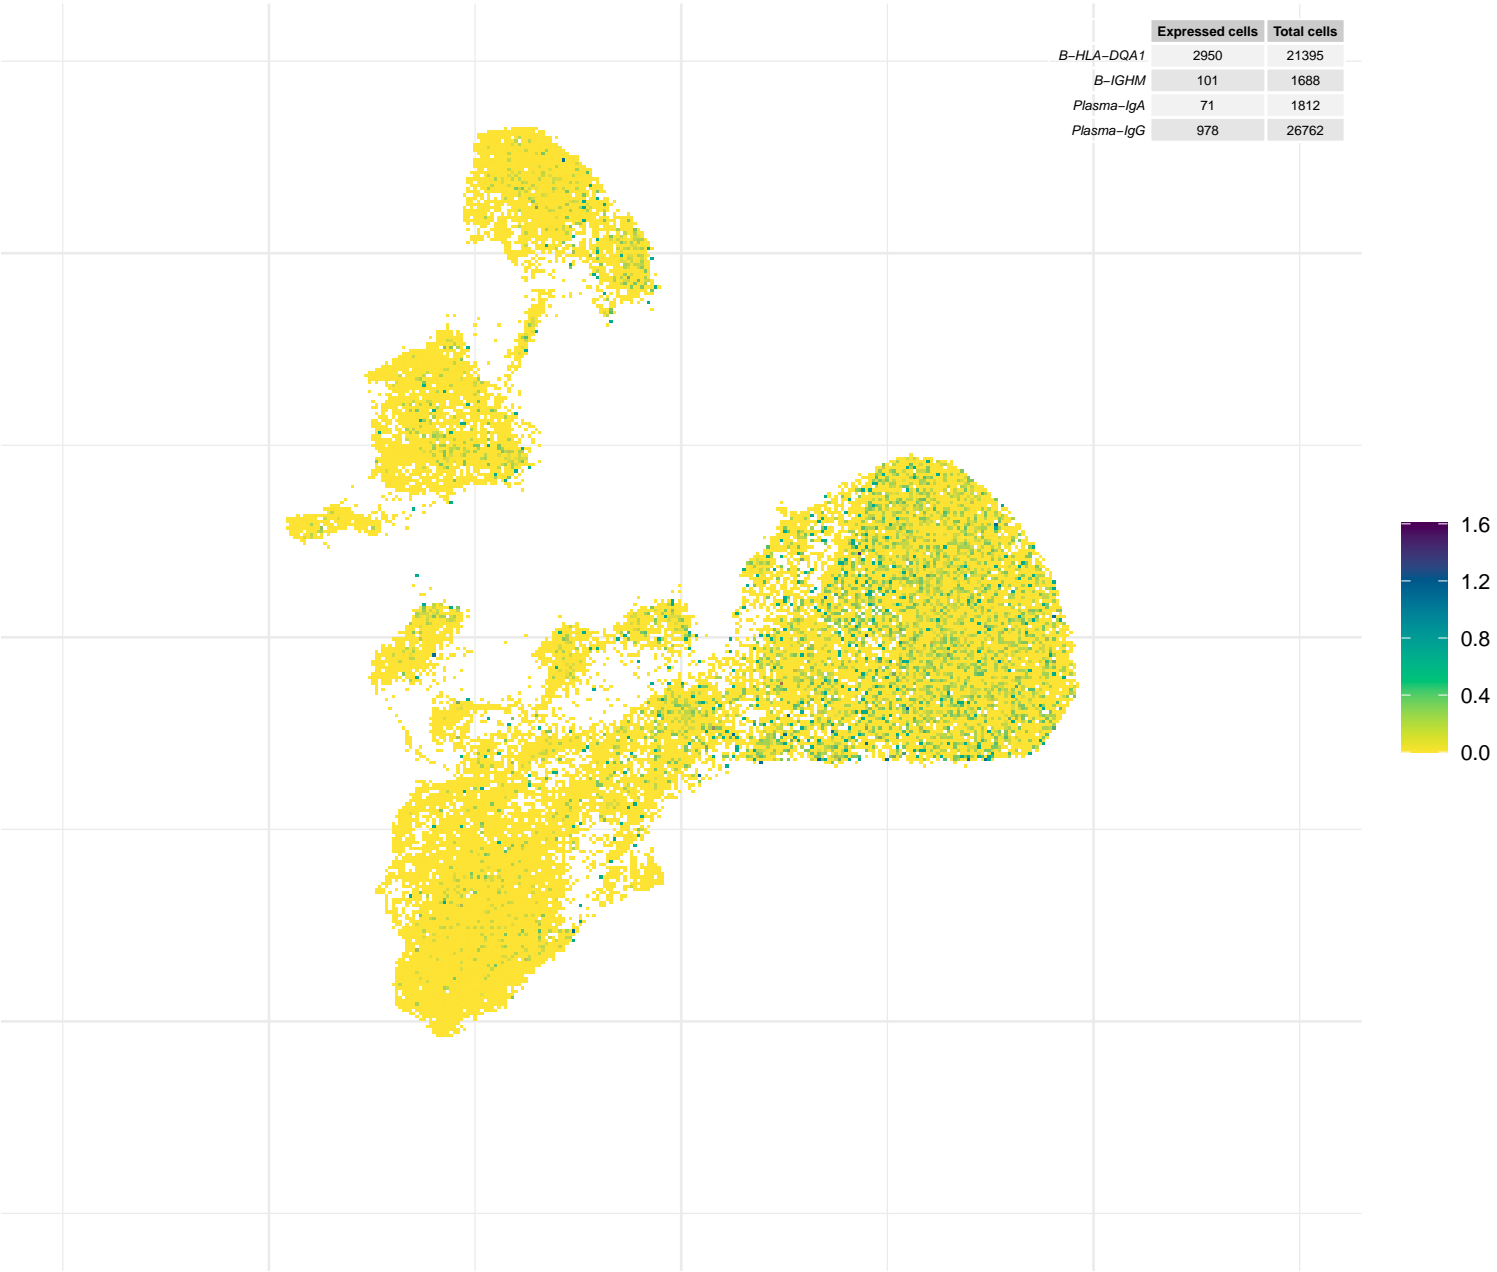 Expressed cells Total cells
B–HLA–DQA1 2950 21395
B–IGHM 101 1688
Plasma–IgA 71 1812
Plasma–IgG 978 26762
1.6
1.2
0.8
0.4
0.0